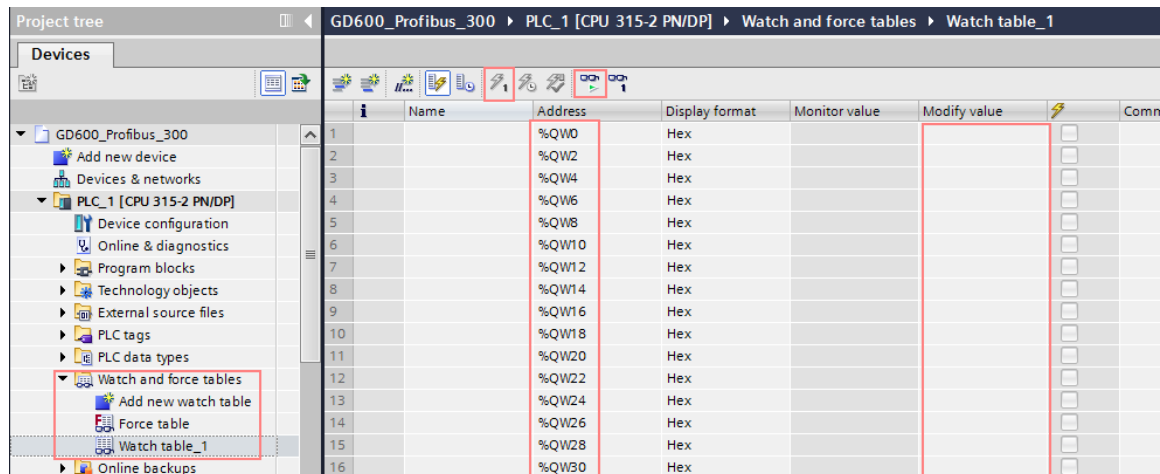 Project tree
GD600_Profibus_300 ▸ PLC_1 [CPU 315-2 PN/DP] ▸ Watch and force tables ▸ Watch table_1
Devices
i Name Address Display format Monitor value Modify value
GD600_Profibus_300
Add new device
Devices & networks
PLC_1 [CPU 315-2 PN/DP]
Device configuration
Online & diagnostics
Program blocks
Technology objects
External source files
PLC tags
PLC data types
Watch and force tables
Add new watch table
Force table
Watch table_1
Online backups
1 %QW0 Hex
2 %QW2 Hex
3 %QW4 Hex
4 %QW6 Hex
5 %QW8 Hex
6 %QW10 Hex
7 %QW12 Hex
8 %QW14 Hex
9 %QW16 Hex
10 %QW18 Hex
11 %QW20 Hex
12 %QW22 Hex
13 %QW24 Hex
14 %QW26 Hex
15 %QW28 Hex
16 %QW30 Hex